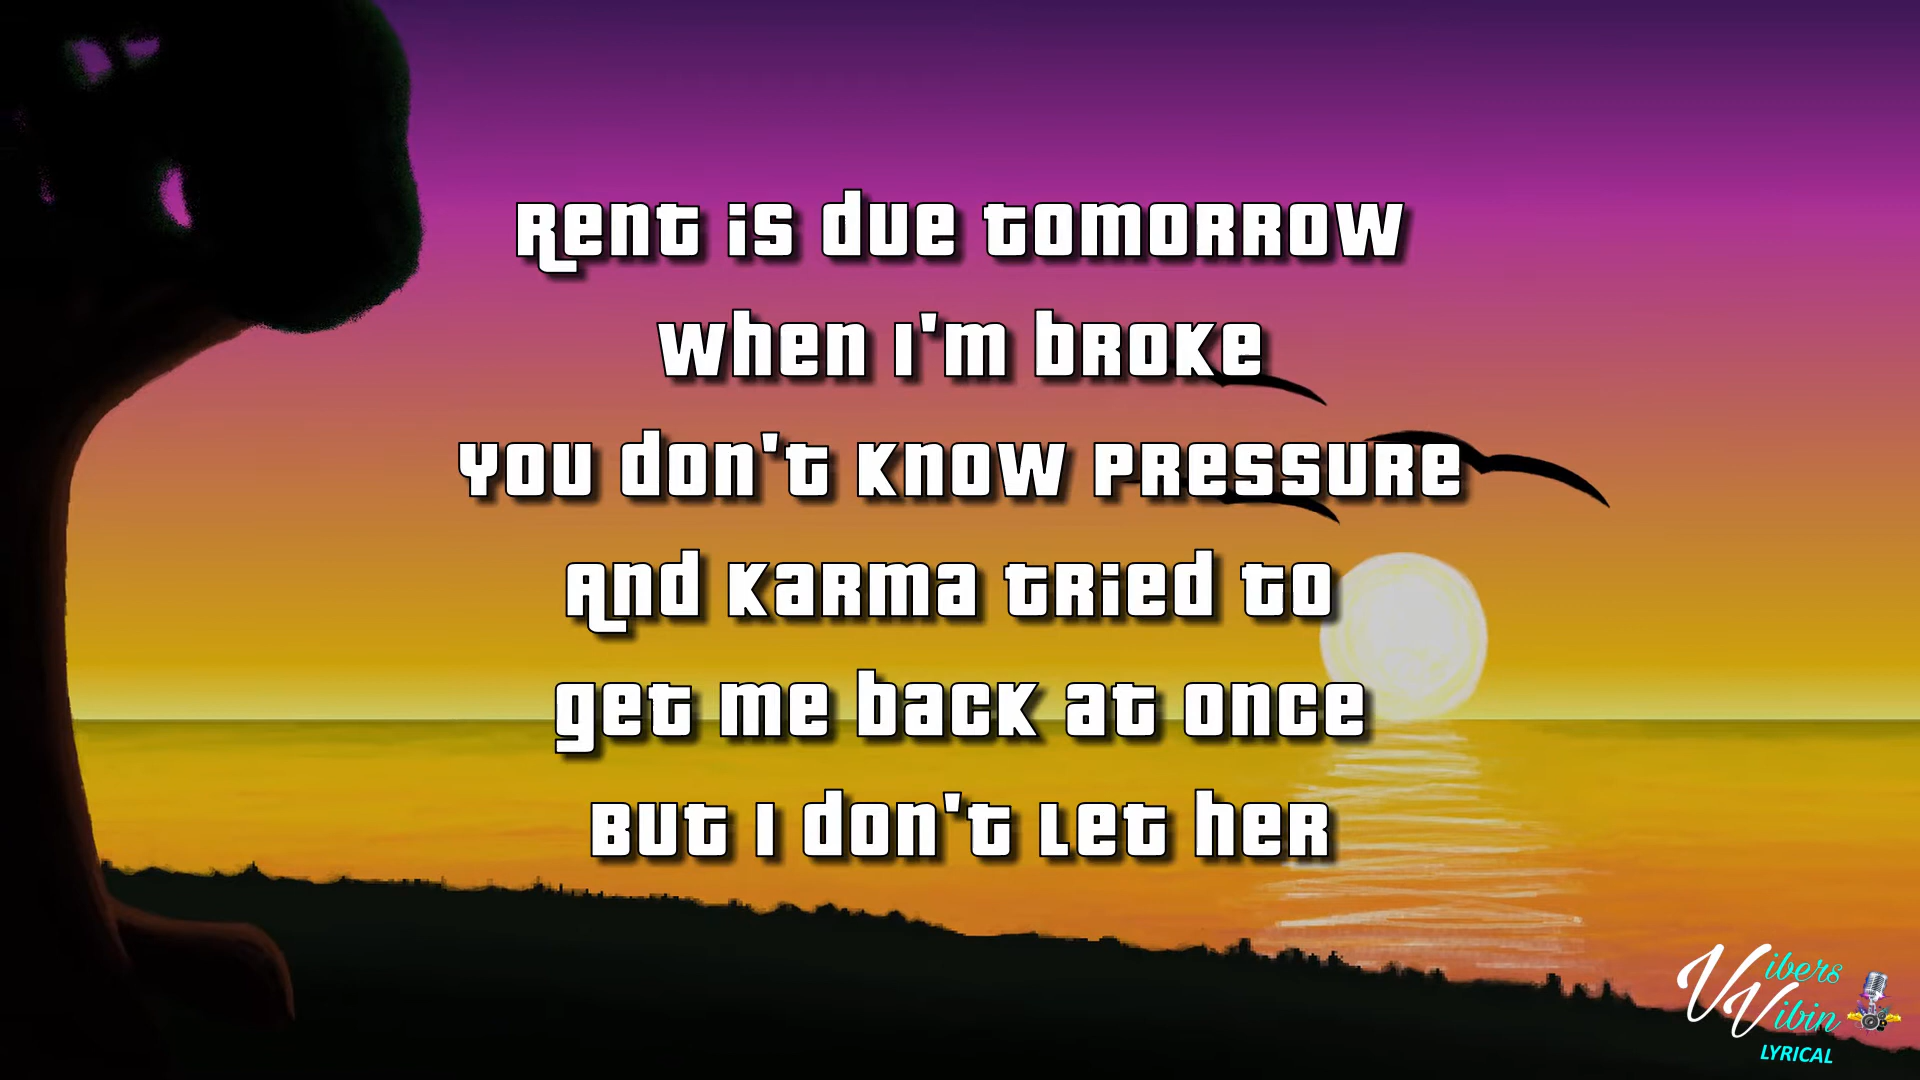 Rent is due tomorrow
when I'm broke
You don't know pressure
And karma tried to
get me back at once
But I don't let her
Vibers
Vibin
LYRICAL